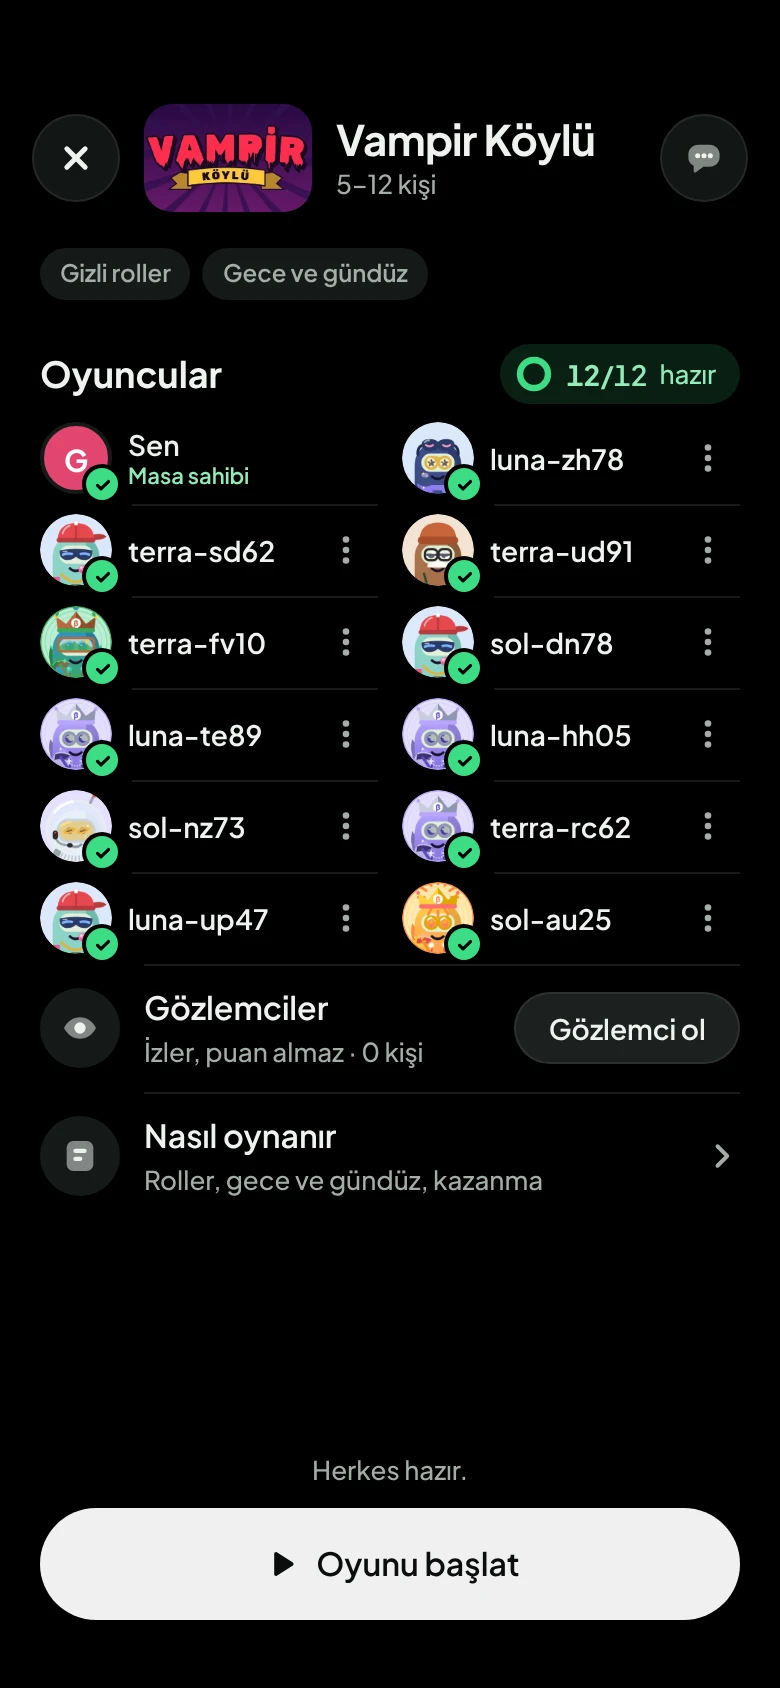 VAMPİR
KÖYLÜ
Vampir Köylü
5–12 kişi
Gizli roller
Gece ve gündüz
Oyuncular
12/12 hazır
G
Sen
Masa sahibi
luna-zh78
terra-sd62
terra-ud91
terra-fv10
sol-dn78
luna-te89
luna-hh05
sol-nz73
terra-rc62
luna-up47
sol-au25
Gözlemciler
İzler, puan almaz · 0 kişi
Gözlemci ol
Nasıl oynanır
Roller, gece ve gündüz, kazanma
Herkes hazır.
Oyunu başlat